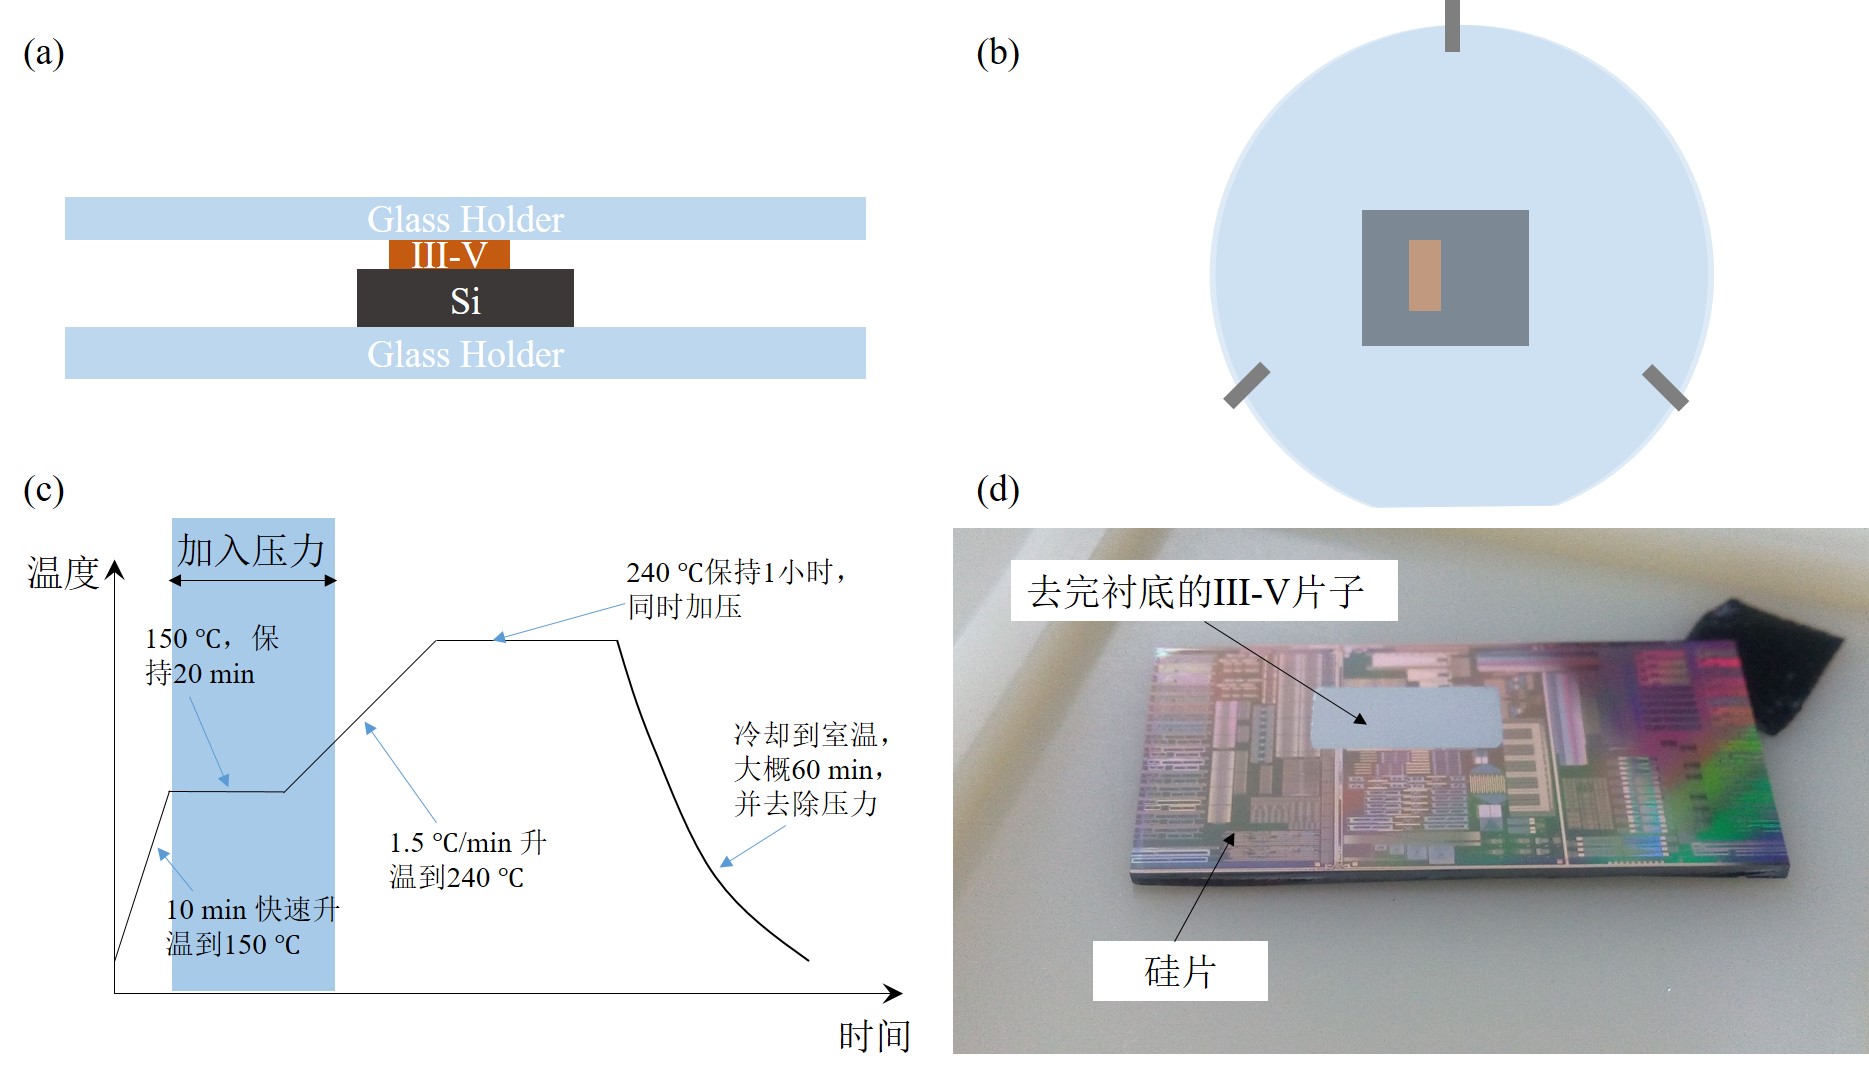 (a)
Glass Holder
III-V
Si
Glass Holder
(b)
(c)
加入压力
温度
150 ℃，保
持20 min
240 ℃保持1小时，
同时加压
冷却到室温，
大概60 min，
并去除压力
1.5 ℃/min 升
温到240 ℃
10 min 快速升
温到150 ℃
时间
(d)
去完衬底的III-V片子
硅片